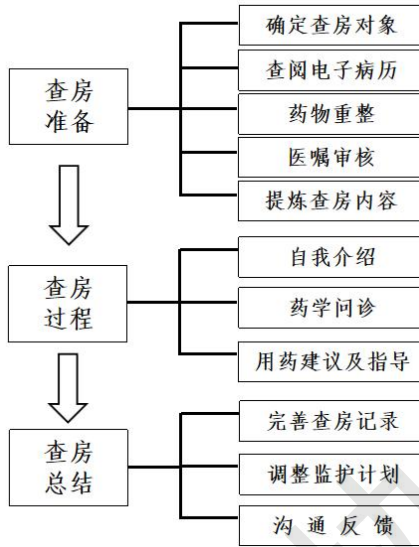 查房
准备
确定查房对象
查阅电子病历
药物重整
医嘱审核
提炼查房内容
查房
过程
自我介绍
药学问诊
用药建议及指导
查房
总结
完善查房记录
调整监护计划
沟 通 反 馈